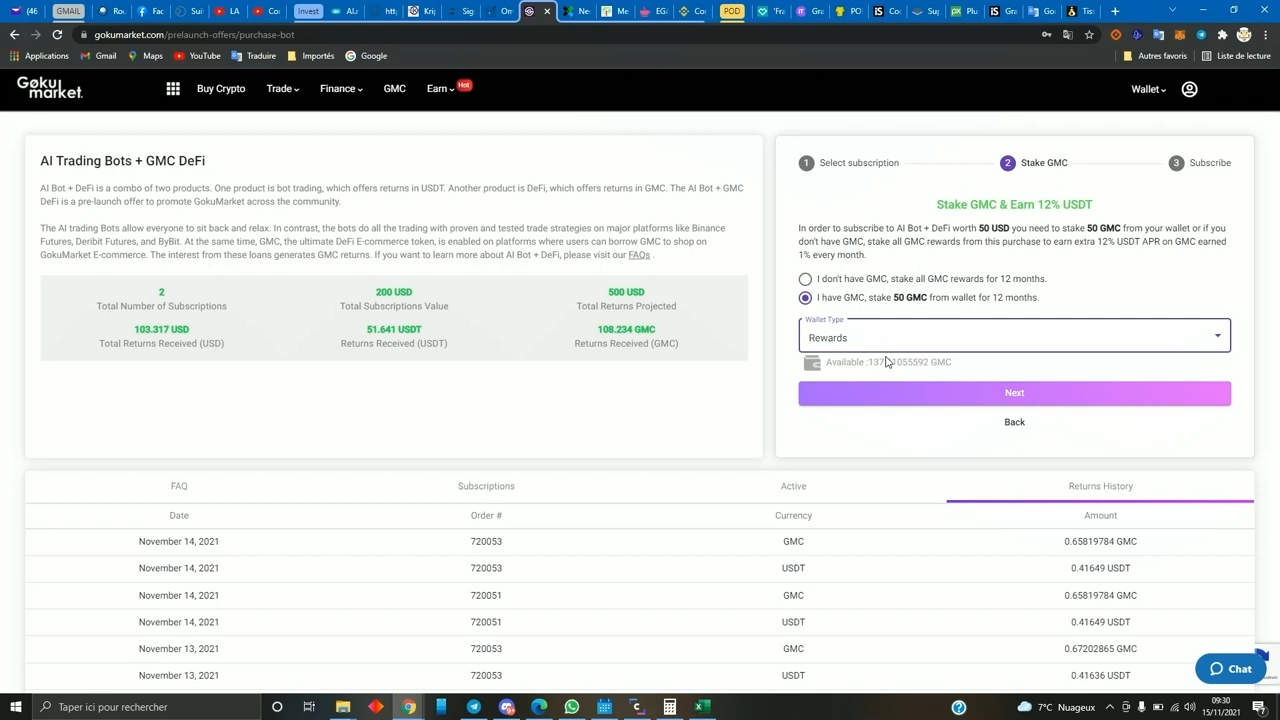 (46
GMAIL
Invest
POD
gokumarket.com/prelaunch-offers/purchase-bot
Applications
Gmail
Maps
YouTube
Traduire
Importés
Google
Autres favoris
Liste de lecture
Gokumarket.
Buy Crypto
Trade
Finance
GMC
Earn
Hot
Wallet
AI Trading Bots + GMC DeFi
AI Bot + DeFi is a combo of two products. One product is bot trading, which offers returns in USDT. Another product is DeFi, which offers returns in GMC. The AI Bot + GMC
DeFi is a pre-launch offer to promote GokuMarket across the community.
The AI trading Bots allow everyone to sit back and relax. In contrast, the bots do all the trading with proven and tested trade strategies on major platforms like Binance
Futures, Deribit Futures, and ByBit. At the same time, GMC, the ultimate DeFi E-commerce token, is enabled on platforms where users can borrow GMC to shop on
GokuMarket E-commerce. The interest from these loans generates GMC returns. If you want to learn more about AI Bot + DeFi, please visit our FAQs .
2
200 USD
500 USD
Total Number of Subscriptions
Total Subscriptions Value
Total Returns Projected
103.317 USD
51.641 USDT
108.234 GMC
Total Returns Received (USD)
Returns Received (USDT)
Returns Received (GMC)
1 Select subscription
2 Stake GMC
3 Subscribe
Stake GMC & Earn 12% USDT
In order to subscribe to AI Bot + DeFi worth 50 USD you need to stake 50 GMC from your wallet or if you
don't have GMC, stake all GMC rewards from this purchase to earn extra 12% USDT APR on GMC earned
1% every month.
I don't have GMC, stake all GMC rewards for 12 months.
I have GMC, stake 50 GMC from wallet for 12 months.
Wallet Type
Rewards
Available :137 1055592 GMC
Next
Back
FAQ
Subscriptions
Active
Returns History
Date
Order #
Currency
Amount
November 14, 2021 720053 GMC 0.65819784 GMC
November 14, 2021 720053 USDT 0.41649 USDT
November 14, 2021 720051 GMC 0.65819784 GMC
November 14, 2021 720051 USDT 0.41649 USDT
November 13, 2021 720053 GMC 0.67202865 GMC
November 13, 2021 720053 USDT 0.41636 USDT
Chat
Taper ici pour rechercher
7°C Nuageux
09:30
15/11/2021